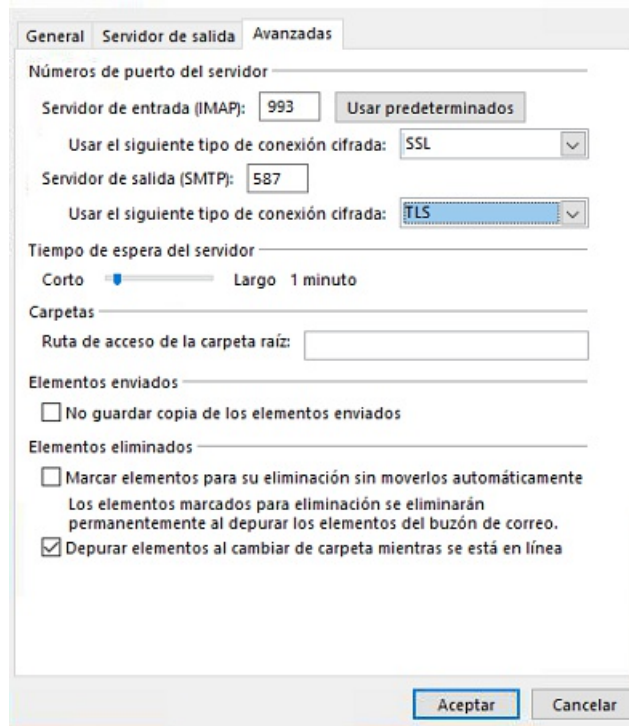 General Servidor de salida Avanzadas
Números de puerto del servidor
Servidor de entrada (IMAP): 993 Usar predeterminados
Usar el siguiente tipo de conexión cifrada: SSL
Servidor de salida (SMTP): 587
Usar el siguiente tipo de conexión cifrada: TLS
Tiempo de espera del servidor
Corto Largo 1 minuto
Carpetas
Ruta de acceso de la carpeta raíz:
Elementos enviados
No guardar copia de los elementos enviados
Elementos eliminados
Marcar elementos para su eliminación sin moverlos automáticamente
Los elementos marcados para eliminación se eliminarán
permanentemente al depurar los elementos del buzón de correo.
Depurar elementos al cambiar de carpeta mientras se está en línea
Aceptar Cancelar